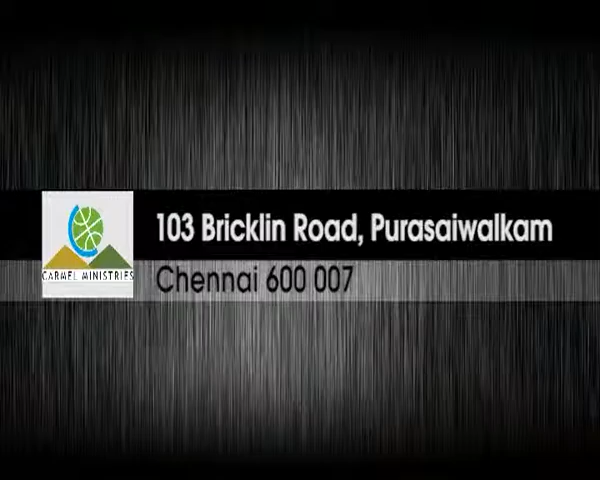 103 Bricklin Road, Purasaiwalkam
CARMEL MINISTRIES
Chennai 600 007